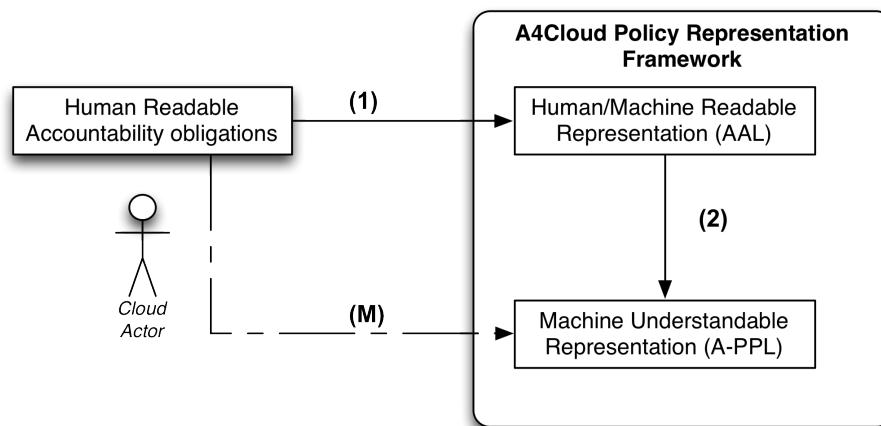 A4Cloud Policy Representation
Framework
Human Readable
Accountability obligations
(1)
Human/Machine Readable
Representation (AAL)
(2)
Cloud
Actor
(M)
Machine Understandable
Representation (A-PPL)